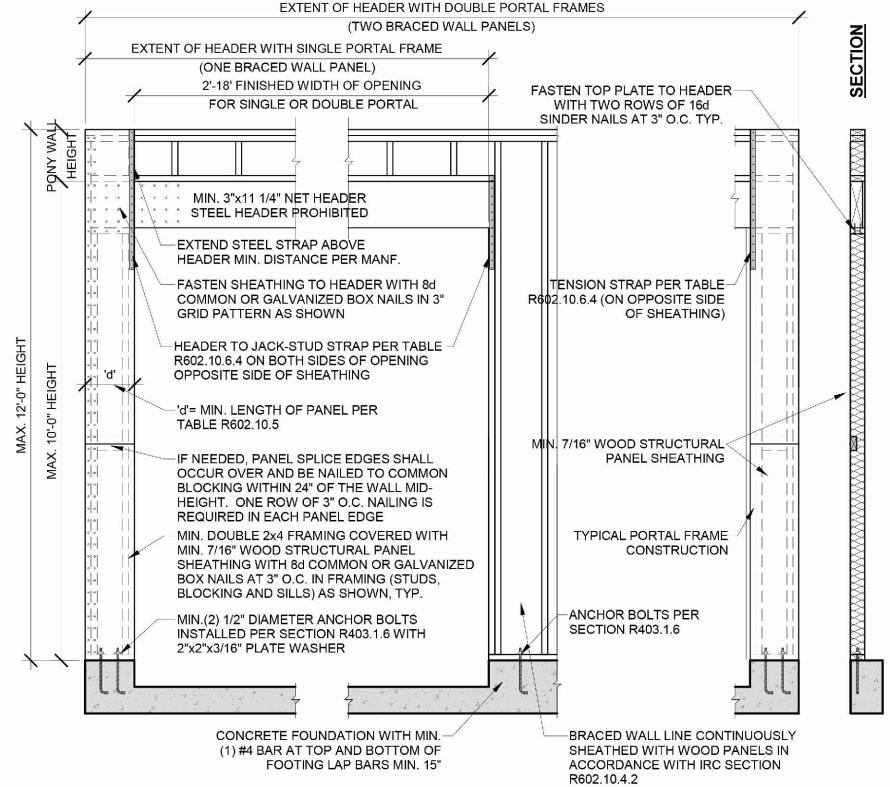 EXTENT OF HEADER WITH DOUBLE PORTAL FRAMES
(TWO BRACED WALL PANELS)
EXTENT OF HEADER WITH SINGLE PORTAL FRAME
(ONE BRACED WALL PANEL)
2'-18' FINISHED WIDTH OF OPENING
FOR SINGLE OR DOUBLE PORTAL
FASTEN TOP PLATE TO HEADER
WITH TWO ROWS OF 16d
SINDER NAILS AT 3" O.C. TYP.
SECTION
PONY WALL
HEIGHT
MIN. 3"x11 1/4" NET HEADER
STEEL HEADER PROHIBITED
EXTEND STEEL STRAP ABOVE
HEADER MIN. DISTANCE PER MANF.
FASTEN SHEATHING TO HEADER WITH 8d
COMMON OR GALVANIZED BOX NAILS IN 3"
GRID PATTERN AS SHOWN
TENSION STRAP PER TABLE
R602.10.6.4 (ON OPPOSITE SIDE
OF SHEATHING)
HEADER TO JACK-STUD STRAP PER TABLE
R602.10.6.4 ON BOTH SIDES OF OPENING
OPPOSITE SIDE OF SHEATHING
MAX. 12'-0" HEIGHT
MAX. 10'-0" HEIGHT
'd'
'd'= MIN. LENGTH OF PANEL PER
TABLE R602.10.5
MIN. 7/16" WOOD STRUCTURAL
PANEL SHEATHING
IF NEEDED, PANEL SPLICE EDGES SHALL
OCCUR OVER AND BE NAILED TO COMMON
BLOCKING WITHIN 24" OF THE WALL MID-
HEIGHT. ONE ROW OF 3" O.C. NAILING IS
REQUIRED IN EACH PANEL EDGE
MIN. DOUBLE 2x4 FRAMING COVERED WITH
MIN. 7/16" WOOD STRUCTURAL PANEL
SHEATHING WITH 8d COMMON OR GALVANIZED
BOX NAILS AT 3" O.C. IN FRAMING (STUDS,
BLOCKING AND SILLS) AS SHOWN, TYP.
TYPICAL PORTAL FRAME
CONSTRUCTION
MIN.(2) 1/2" DIAMETER ANCHOR BOLTS
INSTALLED PER SECTION R403.1.6 WITH
2"x2"x3/16" PLATE WASHER
ANCHOR BOLTS PER
SECTION R403.1.6
CONCRETE FOUNDATION WITH MIN.
(1) #4 BAR AT TOP AND BOTTOM OF
FOOTING LAP BARS MIN. 15"
BRACED WALL LINE CONTINUOUSLY
SHEATHED WITH WOOD PANELS IN
ACCORDANCE WITH IRC SECTION
R602.10.4.2